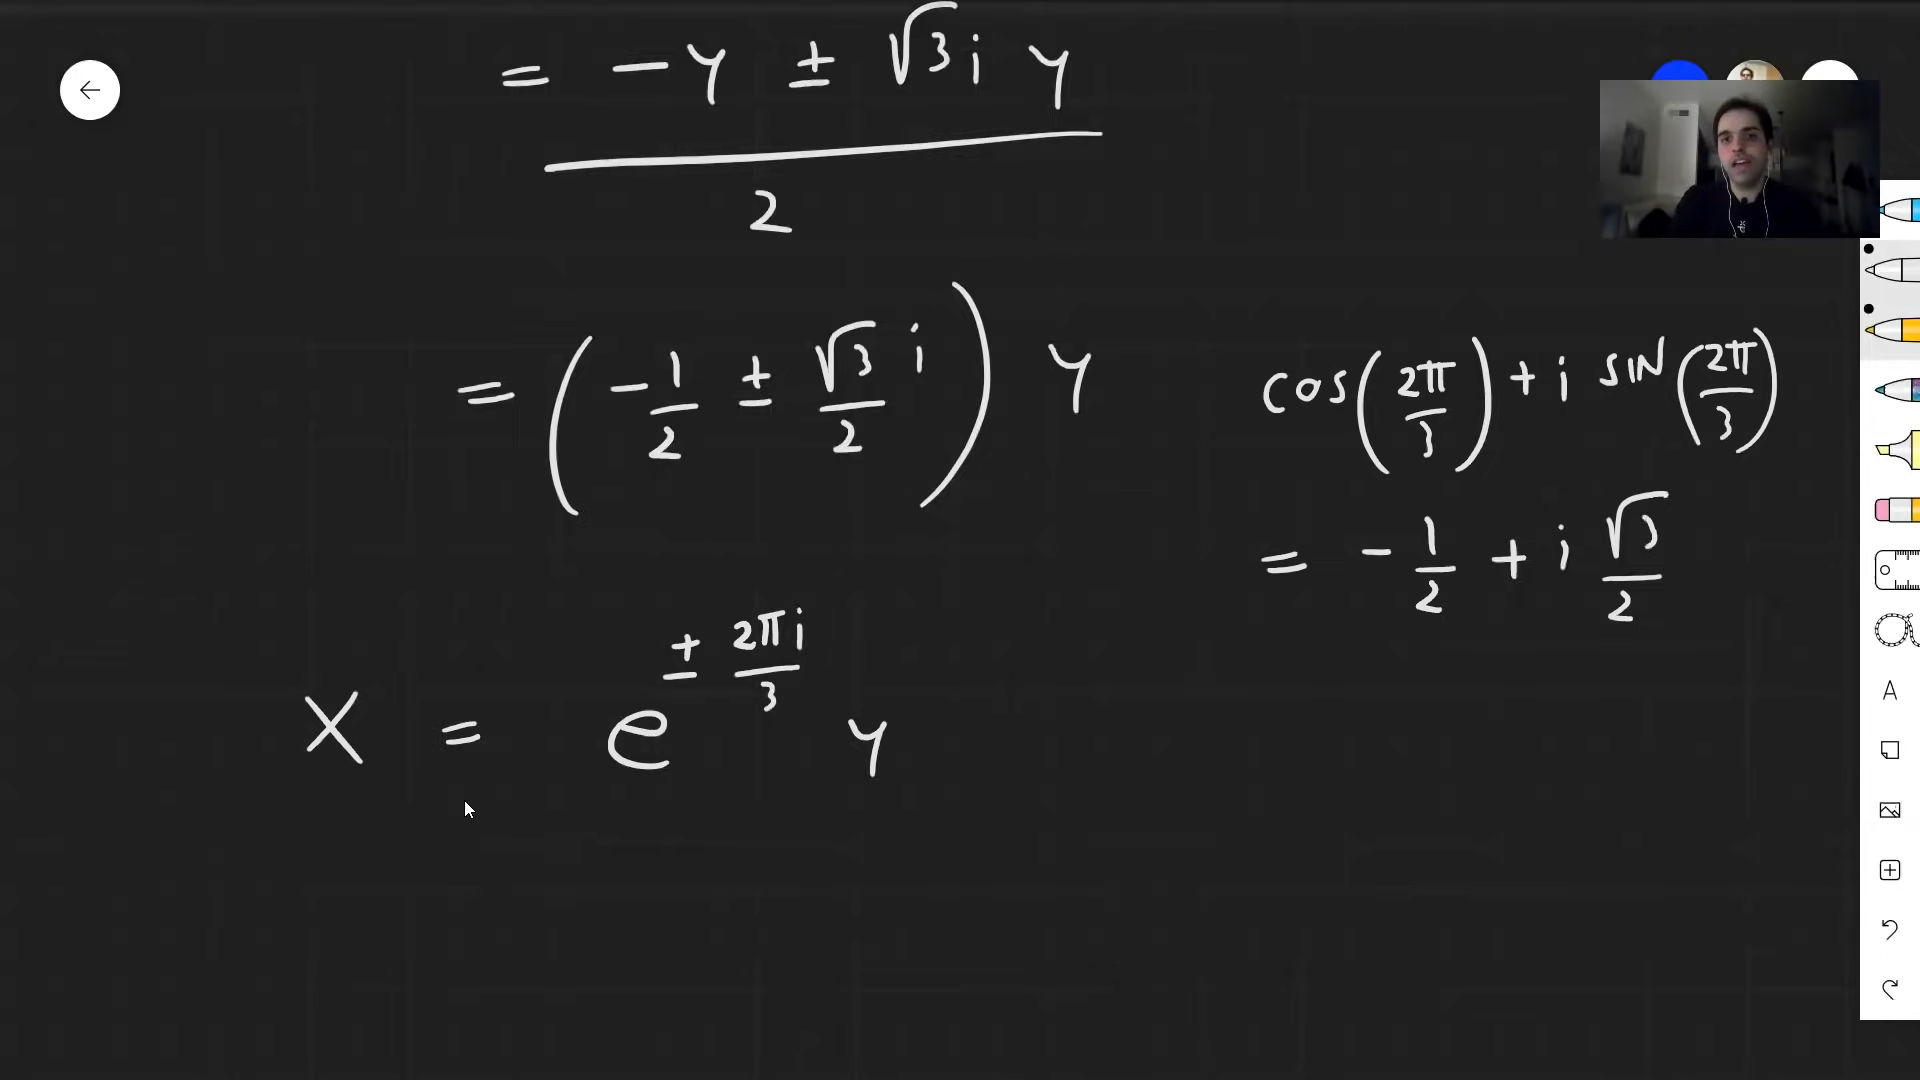 = -y ± √3 i y
2
= (-1/2 ± √3/2 i) y
cos(2π/3) + i SIN(2π/3)
= -1/2 + i √3/2
x = e^(± 2πi/3) y
A